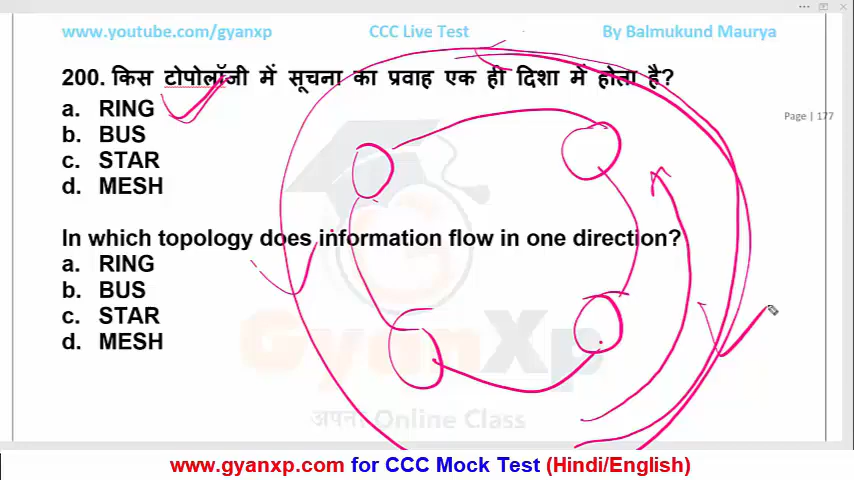 www.youtube.com/gyanxp CCC Live Test By Balmukund Maurya
200. किस टोपोलॉजी में सूचना का प्रवाह एक ही दिशा में होता है?
a. RING
Page | 177
b. BUS
c. STAR
d. MESH
In which topology does information flow in one direction?
a. RING
b. BUS
c. STAR
d. MESH
GyanXp
अपना Online Class
www.gyanxp.com for CCC Mock Test (Hindi/English)